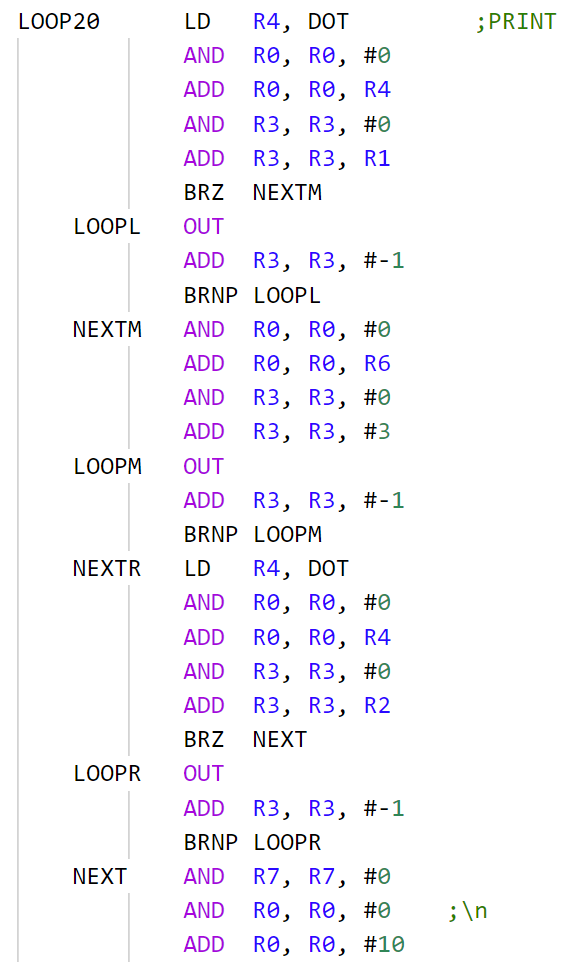 LOOP20 LD R4, DOT ;PRINT
AND R0, R0, #0
ADD R0, R0, R4
AND R3, R3, #0
ADD R3, R3, R1
BRZ NEXTM
LOOPL OUT
ADD R3, R3, #-1
BRNP LOOPL
NEXTM AND R0, R0, #0
ADD R0, R0, R6
AND R3, R3, #0
ADD R3, R3, #3
LOOPM OUT
ADD R3, R3, #-1
BRNP LOOPM
NEXTR LD R4, DOT
AND R0, R0, #0
ADD R0, R0, R4
AND R3, R3, #0
ADD R3, R3, R2
BRZ NEXT
LOOPR OUT
ADD R3, R3, #-1
BRNP LOOPR
NEXT AND R7, R7, #0
AND R0, R0, #0 ;\n
ADD R0, R0, #10